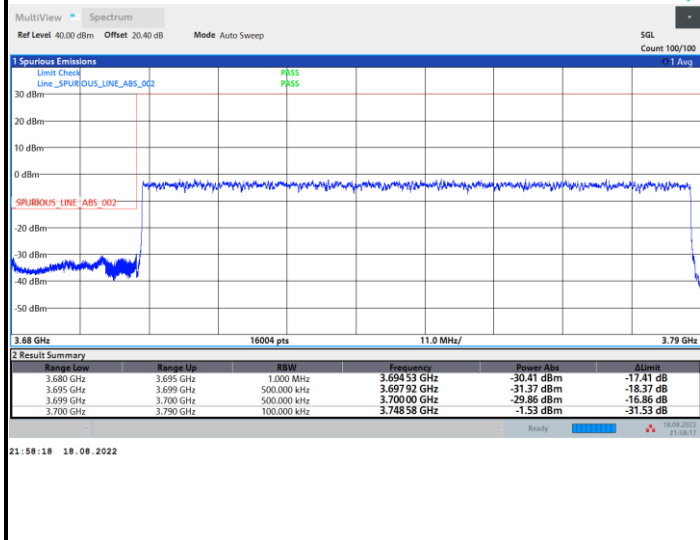 MultiView Spectrum
Ref Level 40.00 dBm Offset 20.40 dB Mode Auto Sweep SGL
Count 100/100
1 Spurious Emissions 1 Avg
Limit Check PASS
Line _SPURIOUS_LINE_ABS_002 PASS
30 dBm
20 dBm
10 dBm
0 dBm
_SPURIOUS_LINE_ABS_002
-20 dBm
-30 dBm
-40 dBm
-50 dBm
3.68 GHz 16004 pts 11.0 MHz/ 3.79 GHz
2 Result Summary
Range Low Range Up RBW Frequency Power Abs ΔLimit
3.680 GHz 3.695 GHz 1.000 MHz 3.694 53 GHz -30.41 dBm -17.41 dB
3.695 GHz 3.699 GHz 500.000 kHz 3.697 92 GHz -31.37 dBm -18.37 dB
3.699 GHz 3.700 GHz 500.000 kHz 3.700 00 GHz -29.86 dBm -16.86 dB
3.700 GHz 3.790 GHz 100.000 kHz 3.748 58 GHz -1.53 dBm -31.53 dB
Ready 18.08.2022
21:58:17
21:58:18 18.08.2022